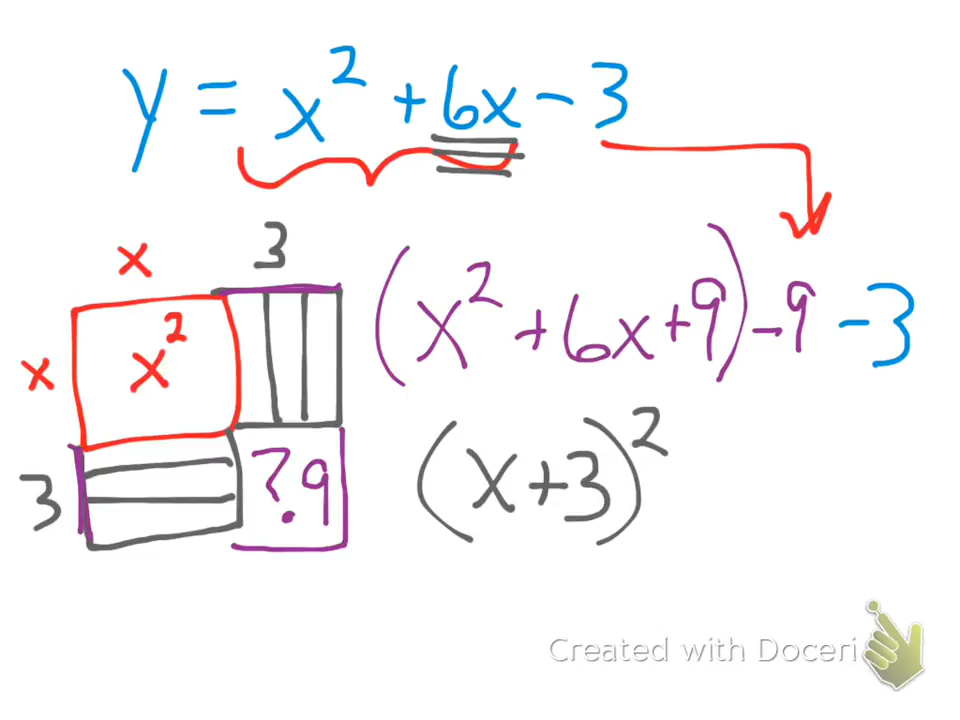 y = x² + 6x - 3
x 3
(x² + 6x + 9) - 9 - 3
x x²
(x + 3)²
3 ? 9
Created with Doceri